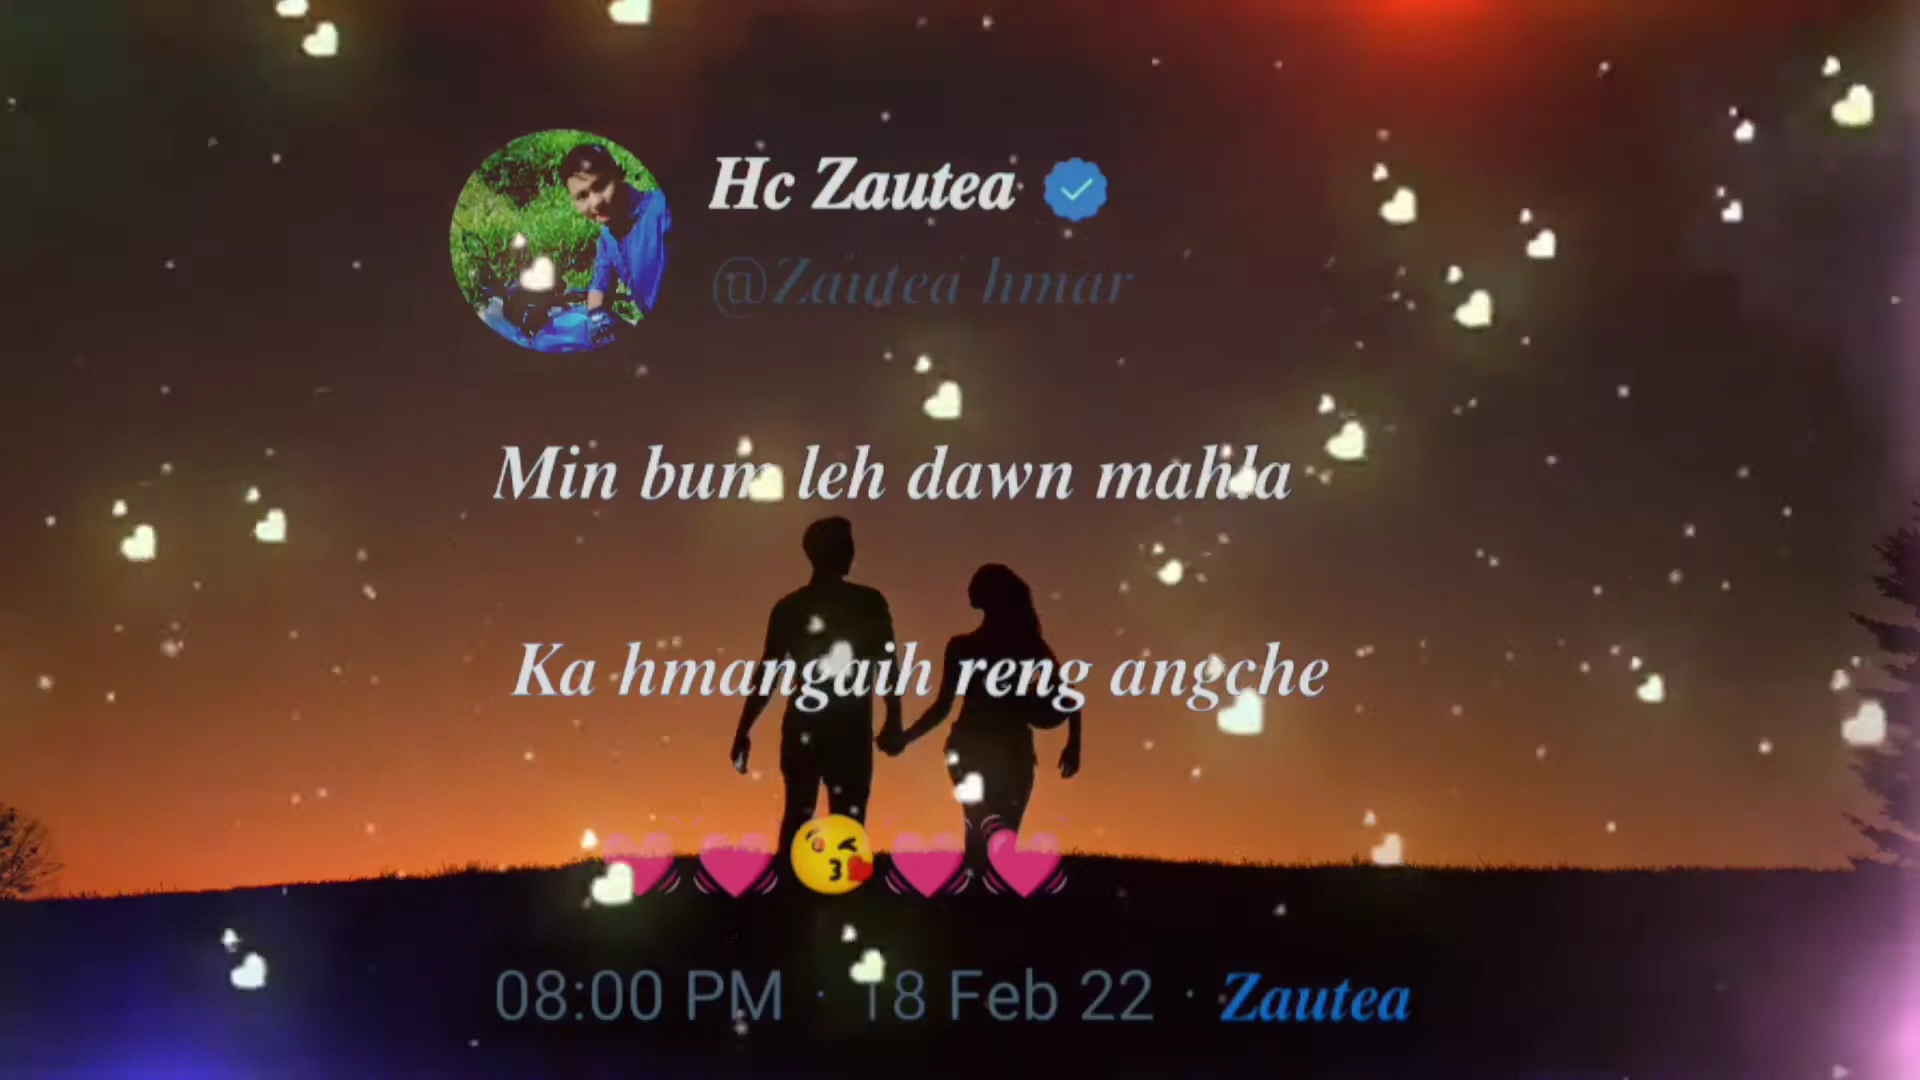 Hc Zautea
@Zautea hmar
Min bum leh dawn mahla
Ka hmangaih reng angche
💓💓😘💓💓
08:00 PM · 18 Feb 22 · Zautea